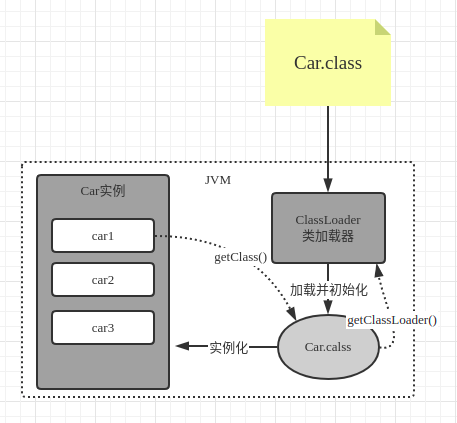 Car.class
JVM
Car实例
car1
car2
car3
ClassLoader
类加载器
getClass()
加载并初始化
getClassLoader()
Car.calss
实例化